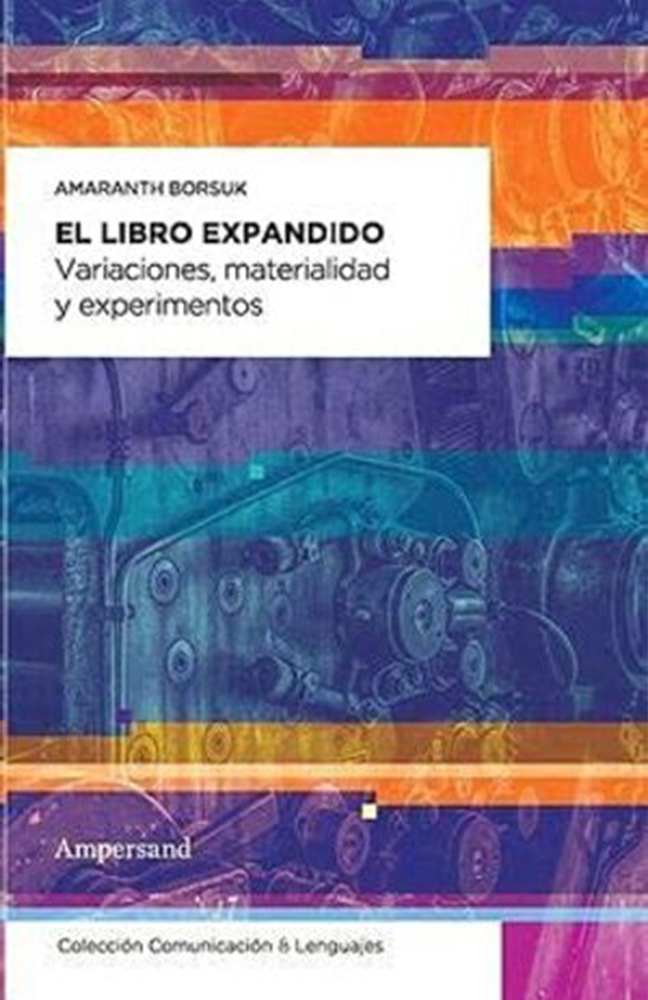 AMARANTH BORSUK
EL LIBRO EXPANDIDO
Variaciones, materialidad
y experimentos
Ampersand
Colección Comunicación & Lenguajes